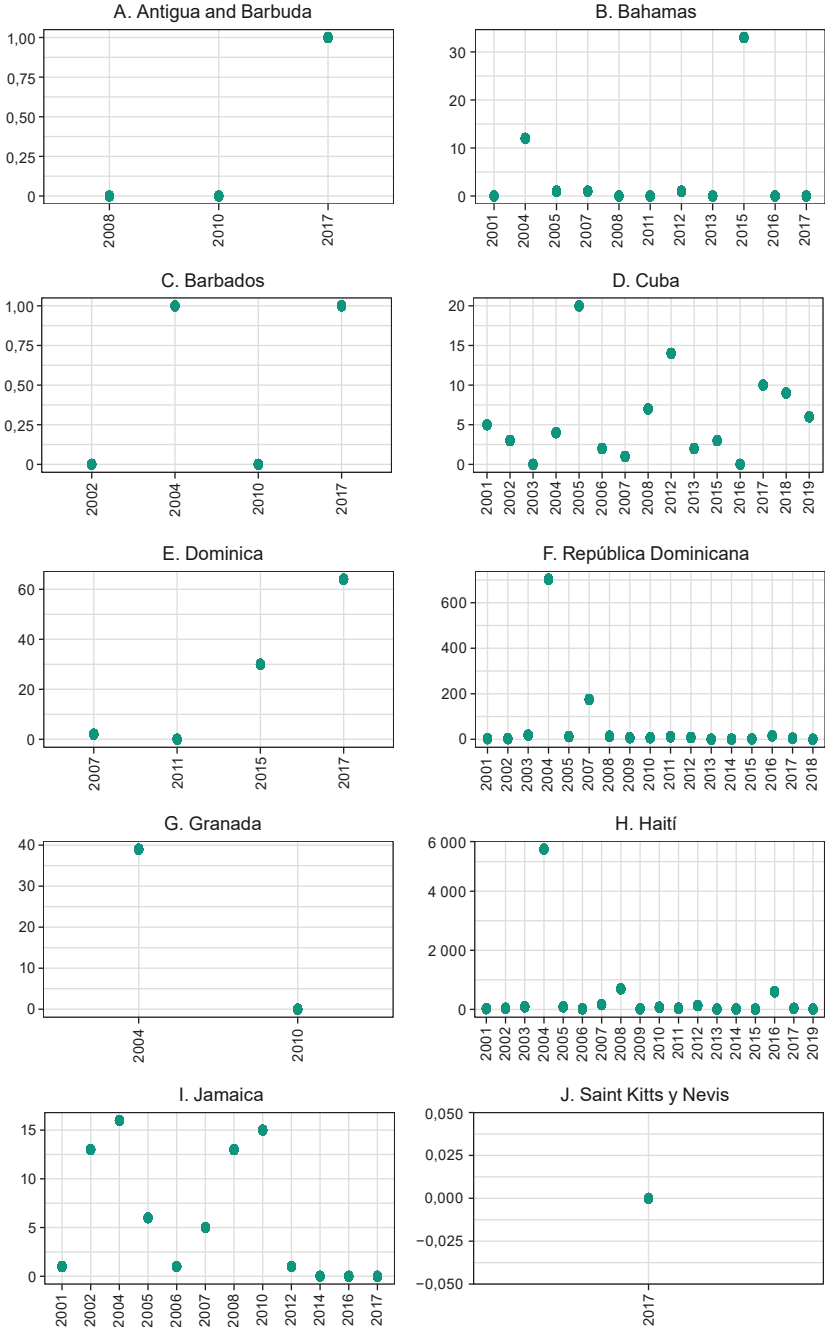 A. Antigua and Barbuda
1,00
0,75
0,50
0,25
0
2008 2010 2017
B. Bahamas
30
20
10
0
2001 2004 2005 2007 2008 2011 2012 2013 2015 2016 2017
C. Barbados
1,00
0,75
0,50
0,25
0
2002 2004 2010 2017
D. Cuba
20
15
10
5
0
2001 2002 2003 2004 2005 2006 2007 2008 2012 2013 2015 2016 2017 2018 2019
E. Dominica
60
40
20
0
2007 2011 2015 2017
F. República Dominicana
600
400
200
0
2001 2002 2003 2004 2005 2007 2008 2009 2010 2011 2012 2013 2014 2015 2016 2017 2018
G. Granada
40
30
20
10
0
2004 2010
H. Haití
6 000
4 000
2 000
0
2001 2002 2003 2004 2005 2006 2007 2008 2009 2010 2011 2012 2013 2014 2015 2016 2017 2019
I. Jamaica
15
10
5
0
2001 2002 2004 2005 2006 2007 2008 2010 2012 2014 2016 2017
J. Saint Kitts y Nevis
0,050
0,025
0,000
−0,025
−0,050
2017